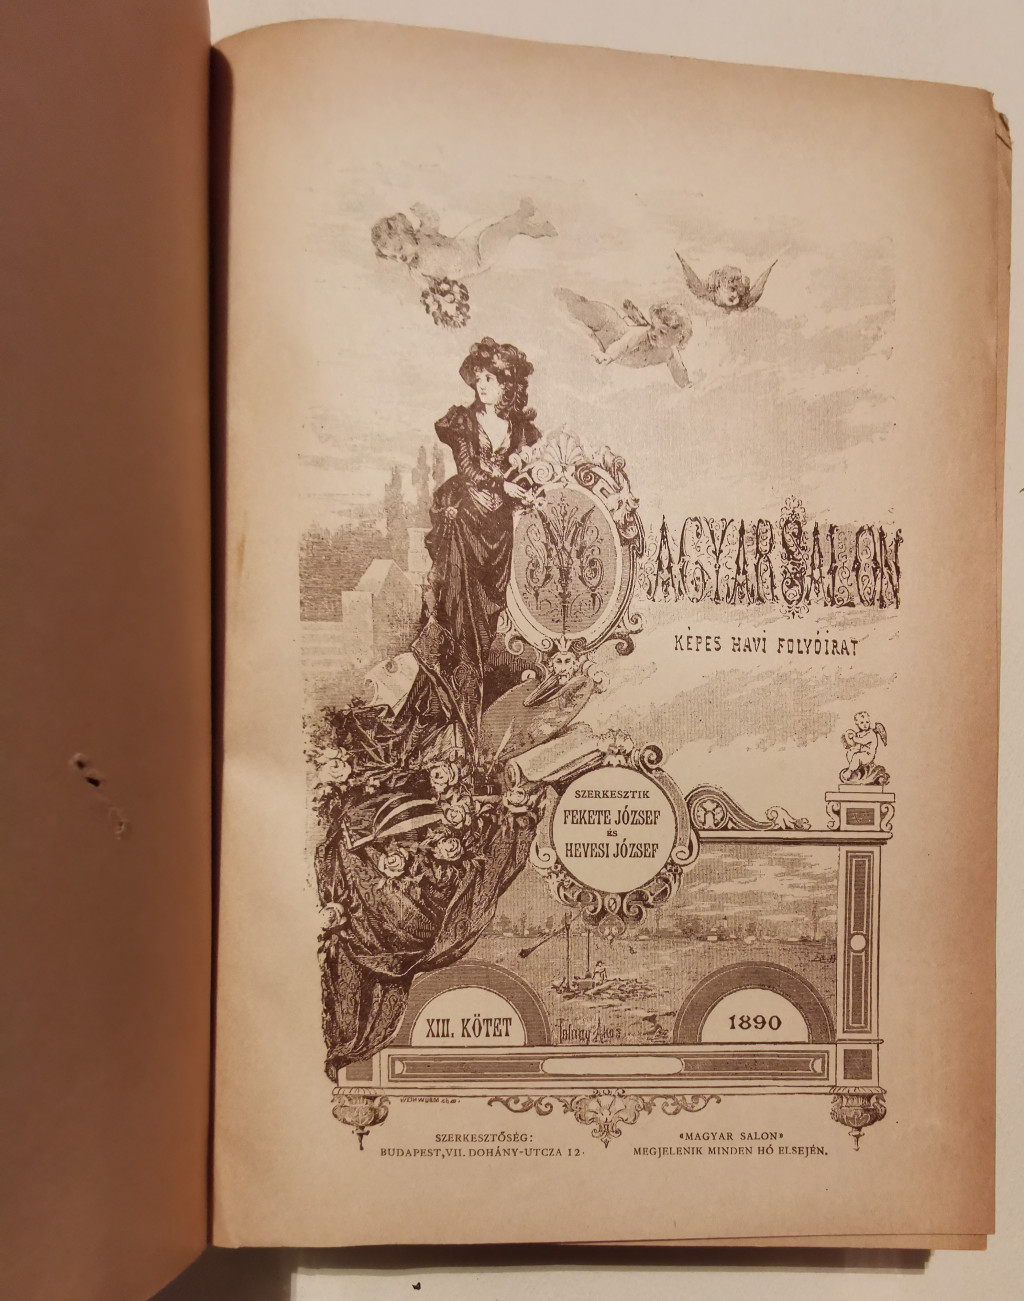 MAGYAR SALON
KÉPES HAVI FOLYÓIRAT
SZERKESZTIK
FEKETE JÓZSEF
ÉS
HEVESI JÓZSEF
XIII. KÖTET
1890
SZERKESZTŐSÉG:
BUDAPEST, VII. DOHÁNY-UTCZA 12.
«MAGYAR SALON»
MEGJELENIK MINDEN HÓ ELSEJÉN.